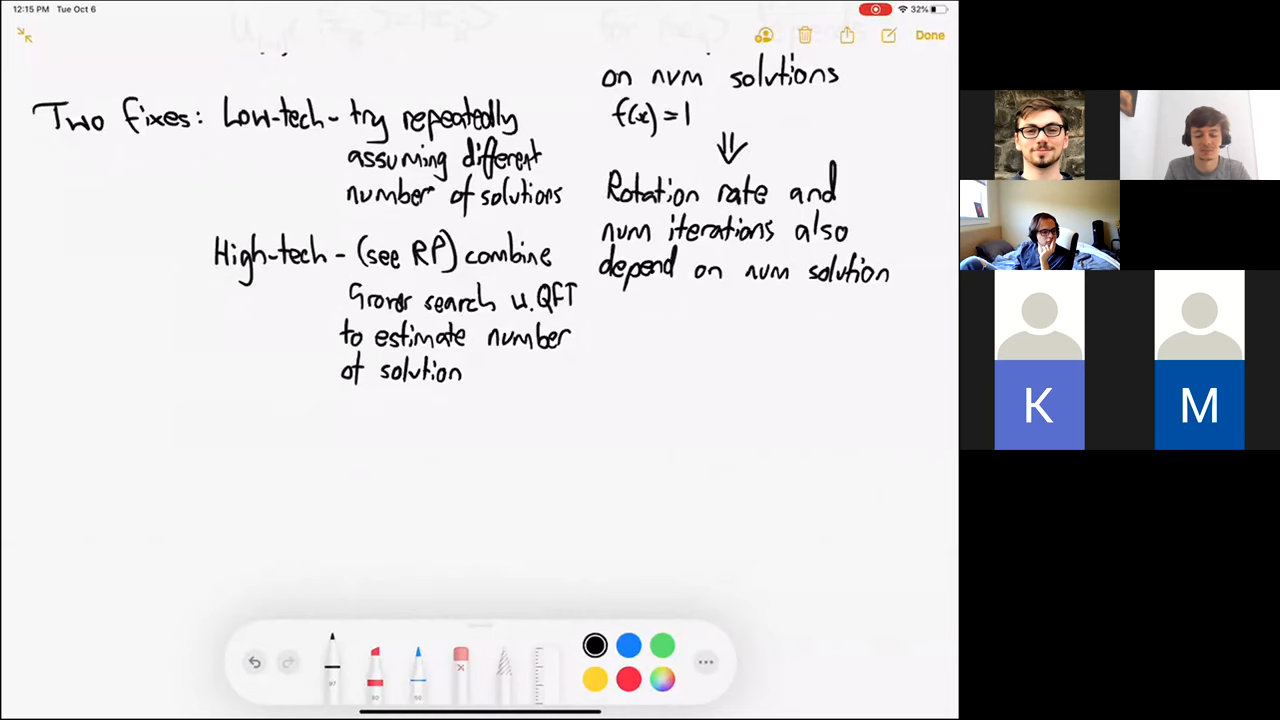 12:15 PM Tue Oct 6
32%
Done
on num solutions
f(x)=1
⇓
Rotation rate and
num iterations also
depend on num solution
Two fixes: Low-tech - try repeatedly
assuming different
number of solutions
High-tech - (see RP) combine
Grover search w. QFT
to estimate number
of solution
K
M